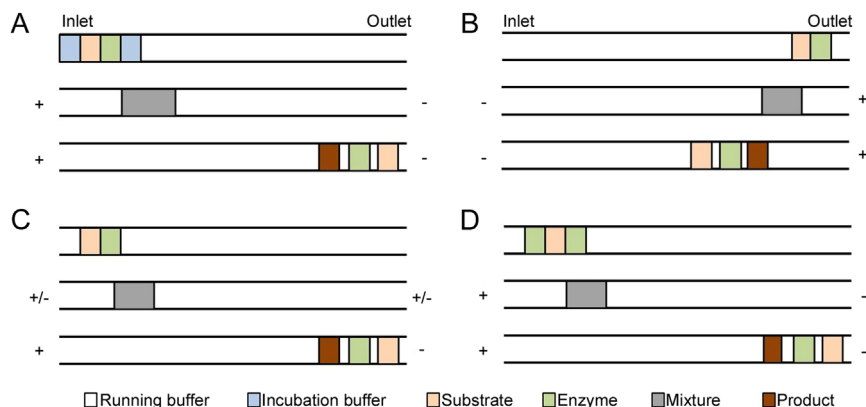 A Inlet Outlet
B Inlet Outlet
+ -
- +
+ -
- +
C
D
+/- +/-
+ -
+ -
+ -
Running buffer Incubation buffer Substrate Enzyme Mixture Product